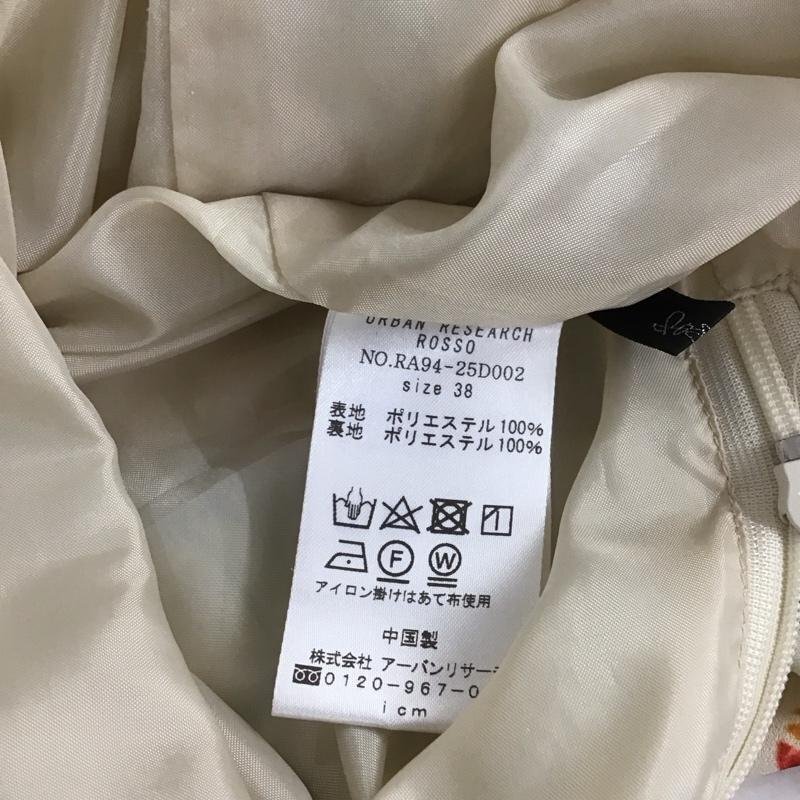 URBAN RESEARCH
ROSSO
NO.RA94-25D002
size 38
表地 ポリエステル100%
裏地 ポリエステル100%
F W
アイロン掛けはあて布使用
中国製
株式会社 アーバンリサー
0120-967-0
icm